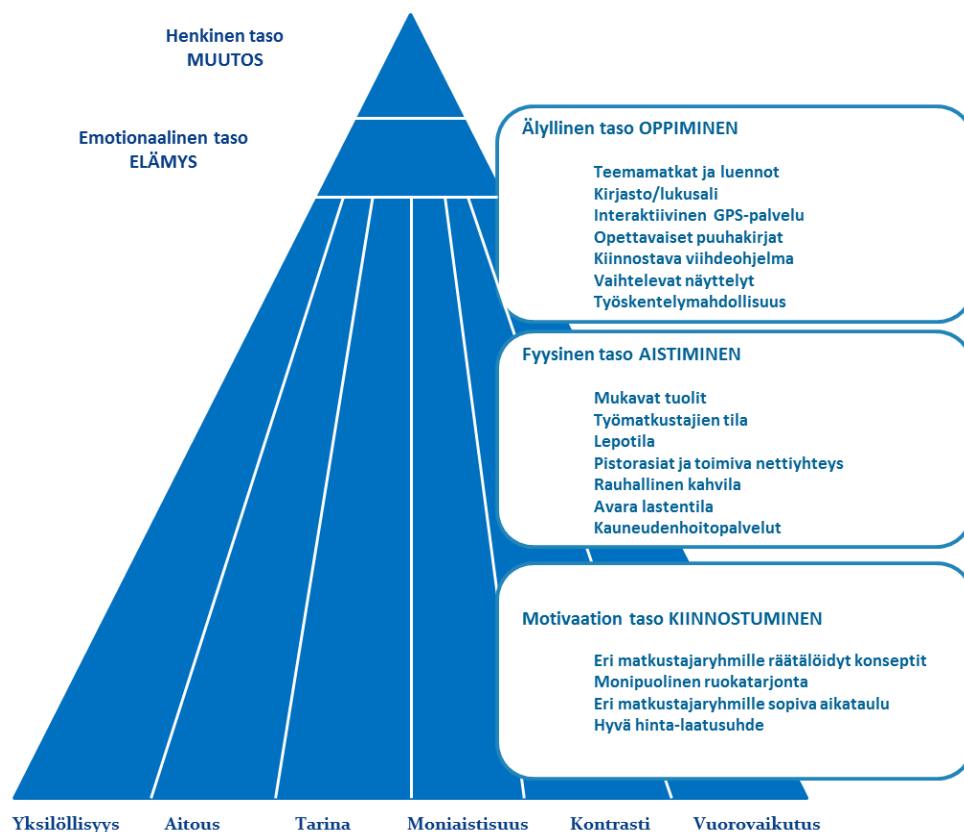 Henkinen taso
MUUTOS
Emotionaalinen taso
ELÄMYS
Älyllinen taso OPPIMINEN
Teemamatkat ja luennot
Kirjasto/lukusali
Interaktiivinen GPS-palvelu
Opettavaiset puuhakirjat
Kiinnostava viihdeohjelma
Vaihtelevat näyttelyt
Työskentelymahdollisuus
Fyysinen taso AISTIMINEN
Mukavat tuolit
Työmatkustajien tila
Lepotila
Pistorasiat ja toimiva nettiyhteys
Rauhallinen kahvila
Avara lastentila
Kauneudenhoitopalvelut
Motivaation taso KIINNOSTUMINEN
Eri matkustajaryhmille räätälöidyt konseptit
Monipuolinen ruokatarjonta
Eri matkustajaryhmille sopiva aikataulu
Hyvä hinta-laatusuhde
Yksilöllisyys Aitous Tarina Moniaistisuus Kontrasti Vuorovaikutus